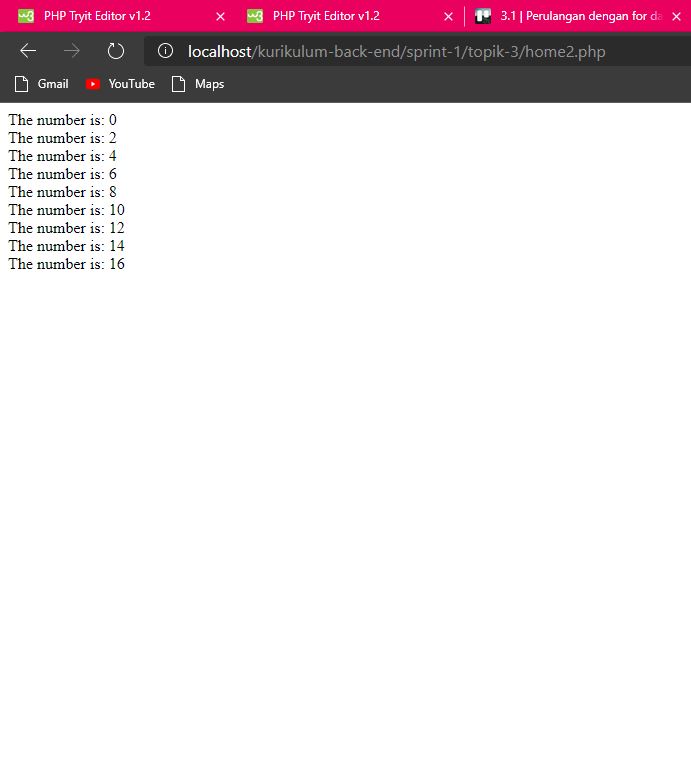 PHP Tryit Editor v1.2
PHP Tryit Editor v1.2
3.1 | Perulangan dengan for da
localhost/kurikulum-back-end/sprint-1/topik-3/home2.php
Gmail
YouTube
Maps
The number is: 0
The number is: 2
The number is: 4
The number is: 6
The number is: 8
The number is: 10
The number is: 12
The number is: 14
The number is: 16